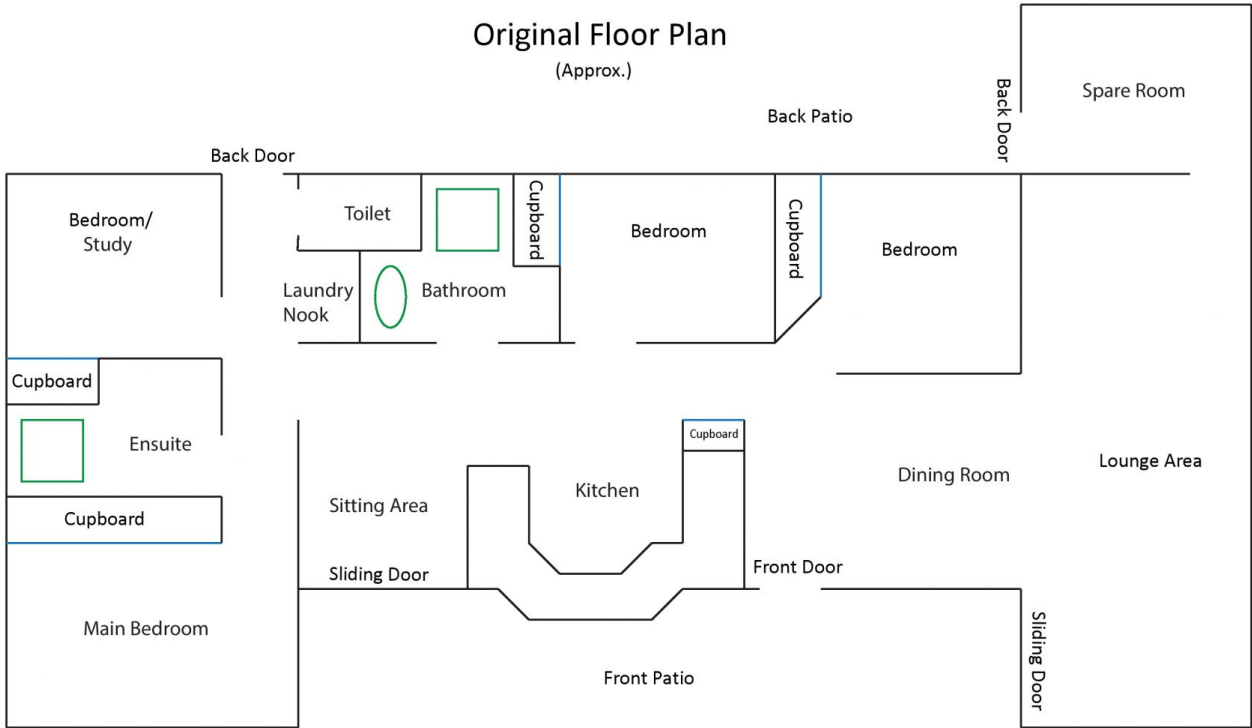 Original Floor Plan
(Approx.)
Spare Room
Back Door
Back Patio
Back Door
Bedroom/
Study
Toilet
Cupboard
Bedroom
Cupboard
Bedroom
Laundry
Nook
Bathroom
Cupboard
Ensuite
Cupboard
Sitting Area
Kitchen
Cupboard
Dining Room
Lounge Area
Sliding Door
Front Door
Main Bedroom
Front Patio
Sliding Door